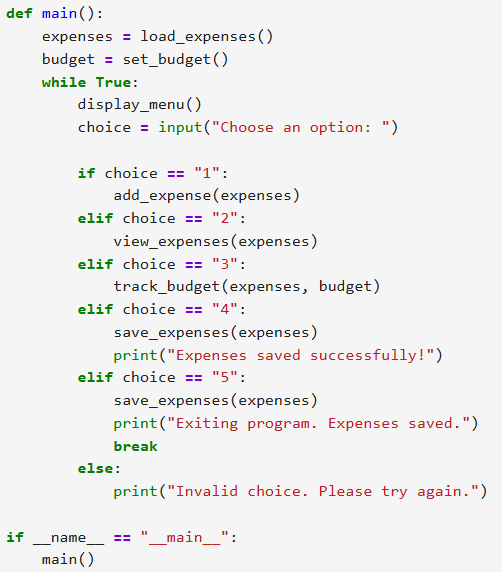 def main():
    expenses = load_expenses()
    budget = set_budget()
    while True:
        display_menu()
        choice = input("Choose an option: ")

        if choice == "1":
            add_expense(expenses)
        elif choice == "2":
            view_expenses(expenses)
        elif choice == "3":
            track_budget(expenses, budget)
        elif choice == "4":
            save_expenses(expenses)
            print("Expenses saved successfully!")
        elif choice == "5":
            save_expenses(expenses)
            print("Exiting program. Expenses saved.")
            break
        else:
            print("Invalid choice. Please try again.")

if __name__ == "__main__":
    main()